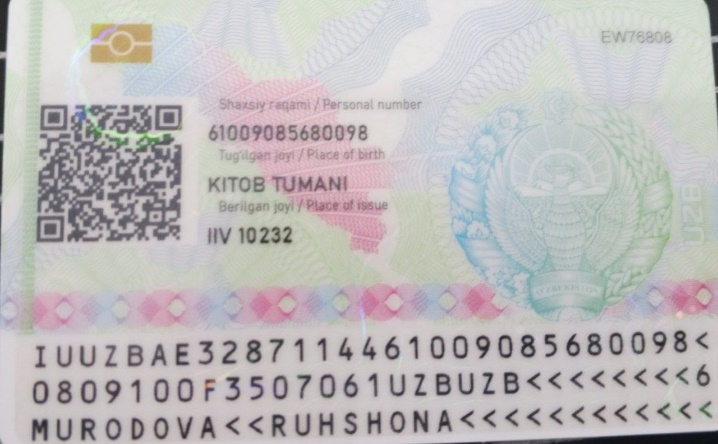 EW76808
Shaxsiy raqami / Personal number
61009085680098
Tug'ilgan joyi / Place of birth
KITOB TUMANI
Berilgan joyi / Place of issue
IIV 10232
UZB
IUUZBAE3287114461009085680098<
0809100F3507061UZBUZB<<<<<<<<6
MURODOVA<<RUHSHONA<<<<<<<<<<<<